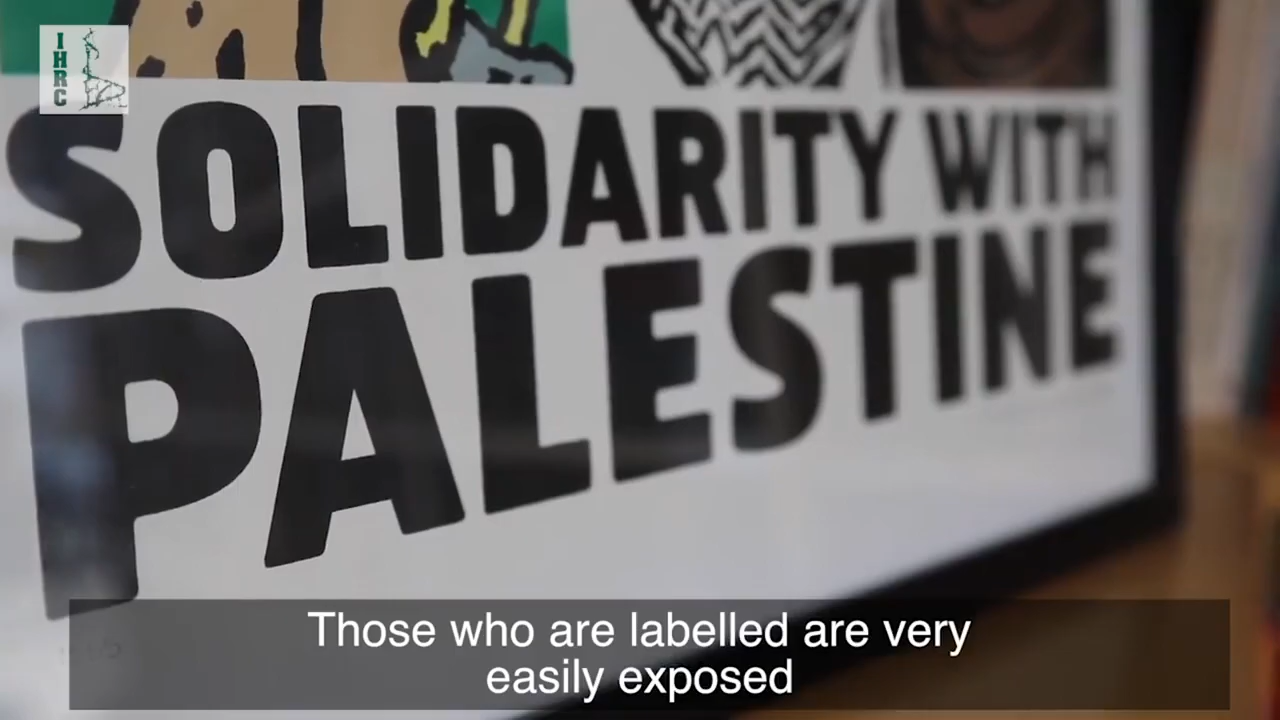 IHRC
SOLIDARITY WITH
PALESTINE
Those who are labelled are very
easily exposed